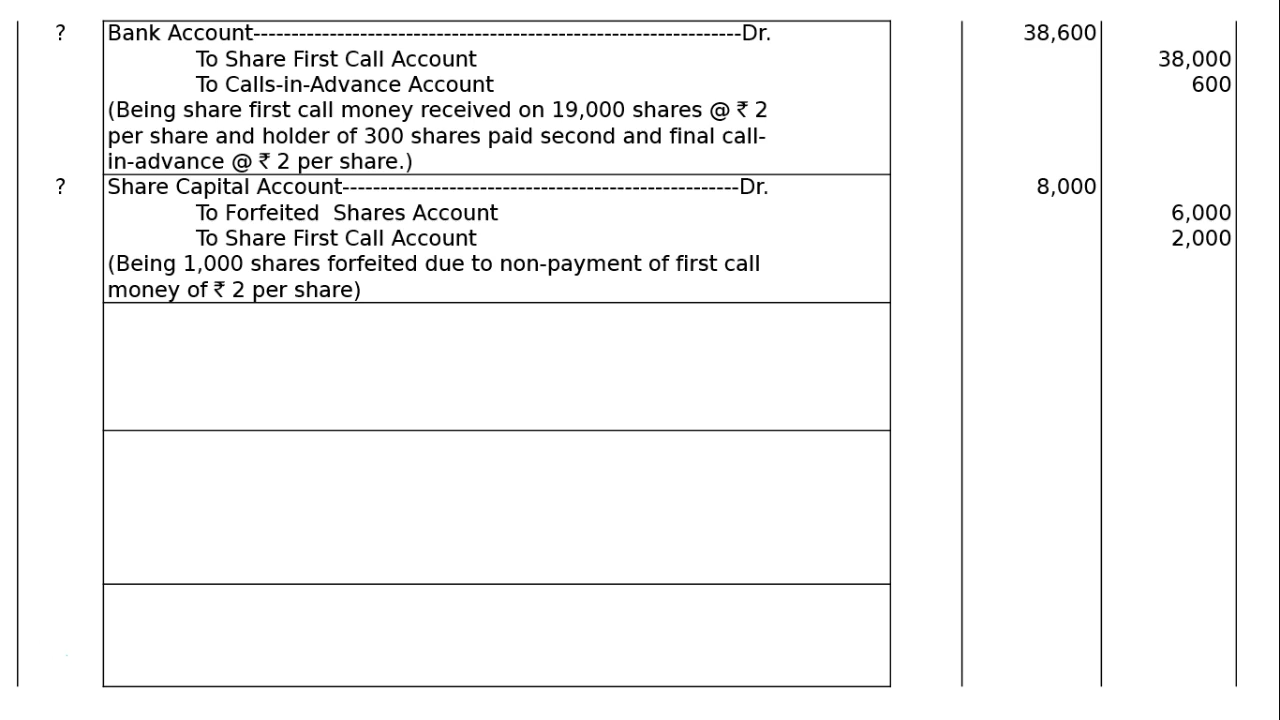 ? Bank Account----------------------------------------------------------------Dr. 38,600
To Share First Call Account 38,000
To Calls-in-Advance Account 600
(Being share first call money received on 19,000 shares @ ₹ 2
per share and holder of 300 shares paid second and final call-
in-advance @ ₹ 2 per share.)
? Share Capital Account----------------------------------------------------Dr. 8,000
To Forfeited  Shares Account 6,000
To Share First Call Account 2,000
(Being 1,000 shares forfeited due to non-payment of first call
money of ₹ 2 per share)